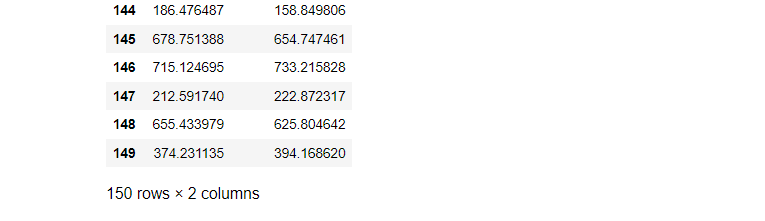 144 186.476487 158.849806
145 678.751388 654.747461
146 715.124695 733.215828
147 212.591740 222.872317
148 655.433979 625.804642
149 374.231135 394.168620
150 rows × 2 columns